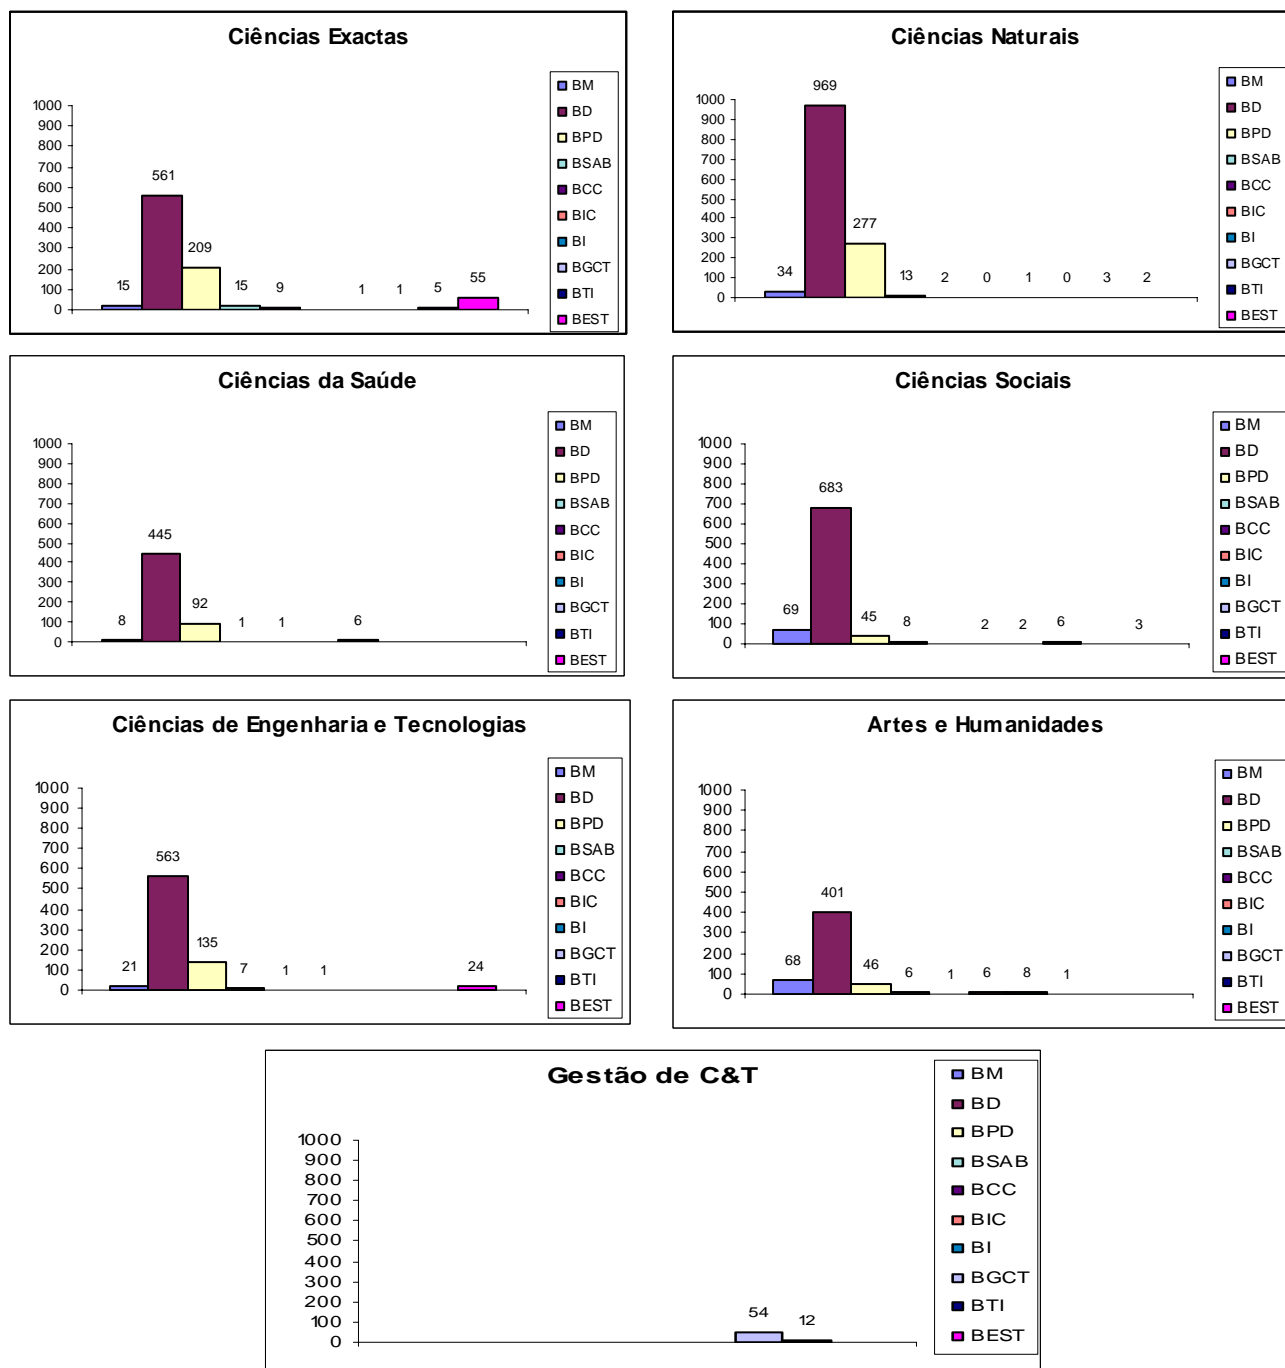 Ciências Exactas
1000
900
800
700
600
500
400
300
200
100
0
15
561
209
15
9
1
1
5
55
BM
BD
BPD
BSAB
BCC
BIC
BI
BGCT
BTI
BEST
Ciências Naturais
1000
900
800
700
600
500
400
300
200
100
0
34
969
277
13
2
0
1
0
3
2
BM
BD
BPD
BSAB
BCC
BIC
BI
BGCT
BTI
BEST
Ciências da Saúde
1000
900
800
700
600
500
400
300
200
100
0
8
445
92
1
1
6
BM
BD
BPD
BSAB
BCC
BIC
BI
BGCT
BTI
BEST
Ciências Sociais
1000
900
800
700
600
500
400
300
200
100
0
69
683
45
8
2
2
6
3
BM
BD
BPD
BSAB
BCC
BIC
BI
BGCT
BTI
BEST
Ciências de Engenharia e Tecnologias
1000
900
800
700
600
500
400
300
200
100
0
21
563
135
7
1
1
24
BM
BD
BPD
BSAB
BCC
BIC
BI
BGCT
BTI
BEST
Artes e Humanidades
1000
900
800
700
600
500
400
300
200
100
0
68
401
46
6
1
6
8
1
BM
BD
BPD
BSAB
BCC
BIC
BI
BGCT
BTI
BEST
Gestão de C&T
1000
900
800
700
600
500
400
300
200
100
0
54
12
BM
BD
BPD
BSAB
BCC
BIC
BI
BGCT
BTI
BEST